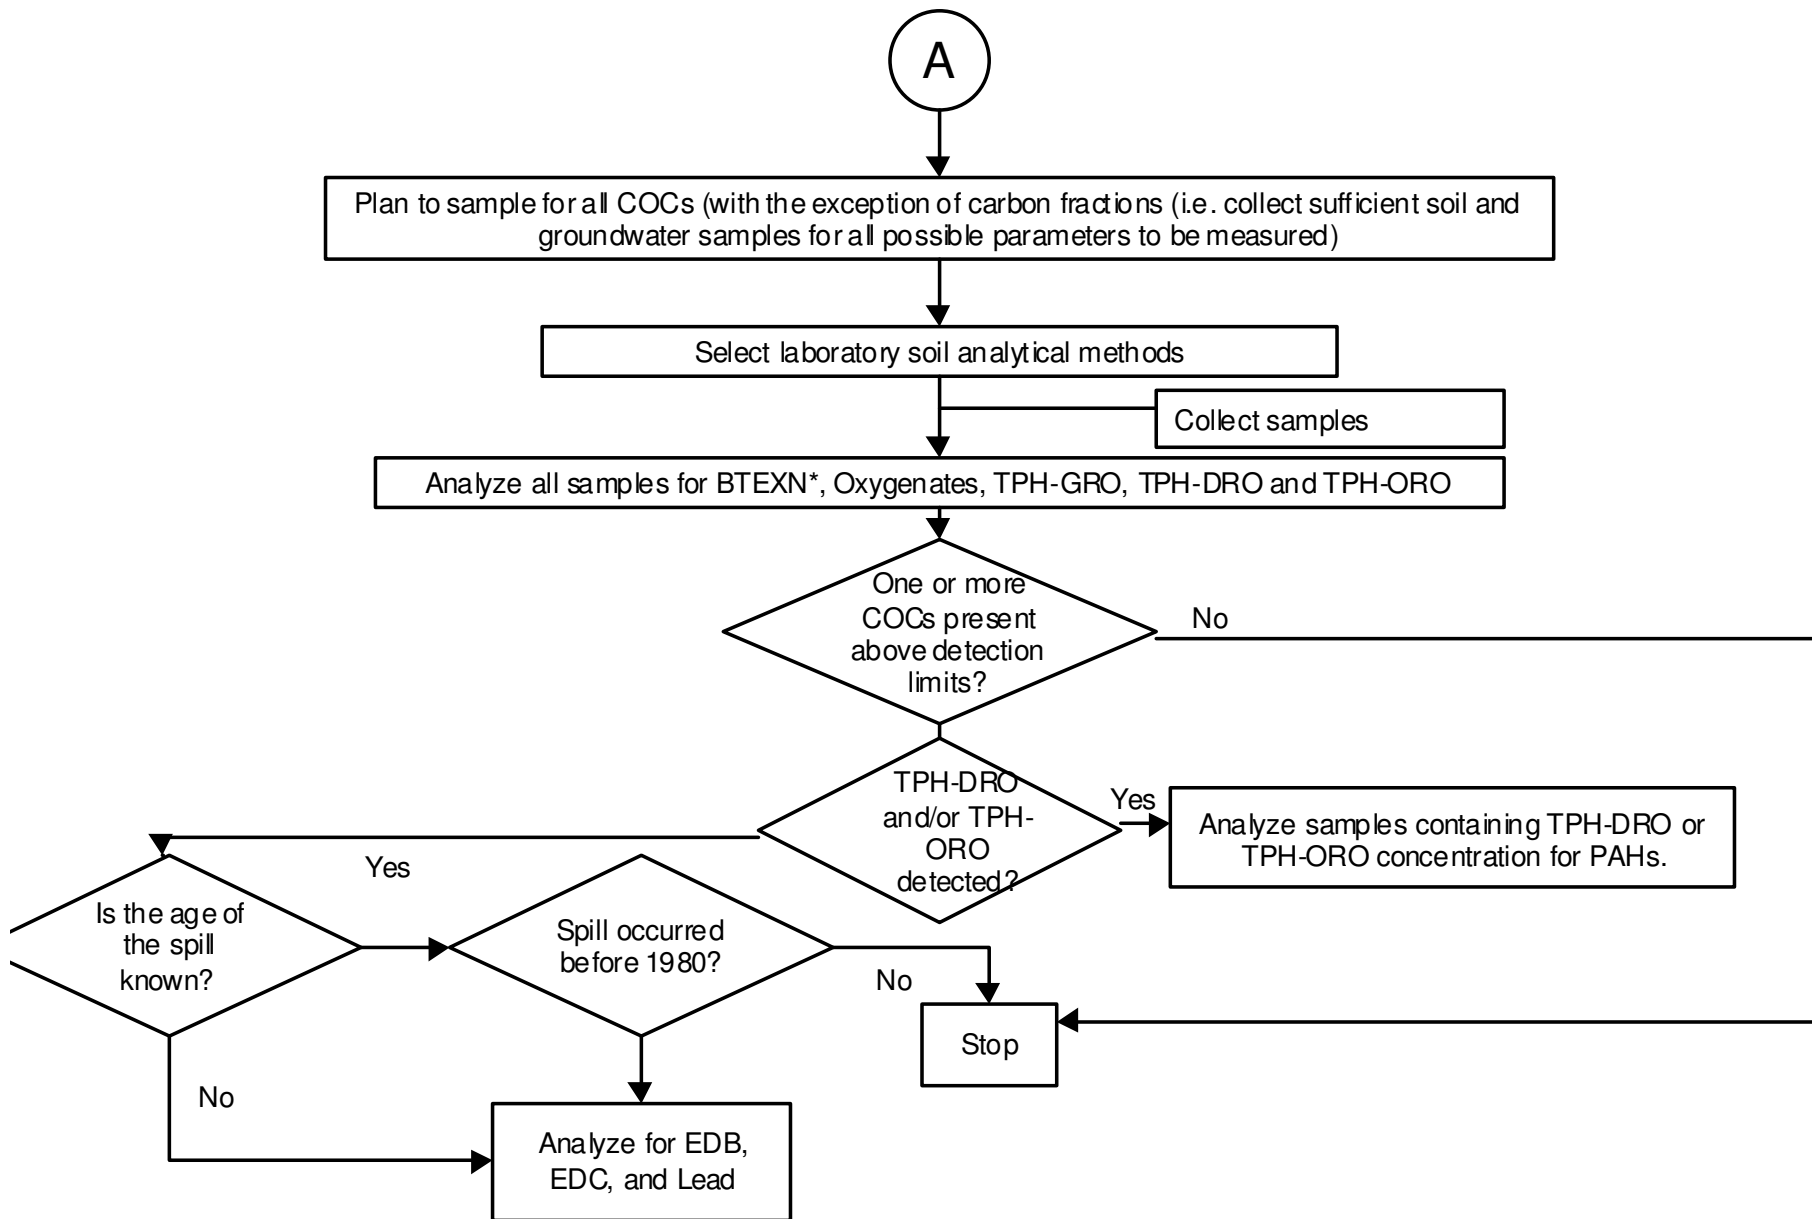 A
Plan to sample for all COCs (with the exception of carbon fractions (i.e. collect sufficient soil and
groundwater samples for all possible parameters to be measured)
Select laboratory soil analytical methods
Collect samples
Analyze all samples for BTEXN*, Oxygenates, TPH-GRO, TPH-DRO and TPH-ORO
One or more
COCs present
above detection
limits?
No
TPH-DRO
and/or TPH-
ORO
detected?
Yes
Analyze samples containing TPH-DRO or
TPH-ORO concentration for PAHs.
Yes
Is the age of
the spill
known?
Spill occurred
before 1980?
No
Stop
No
Analyze for EDB,
EDC, and Lead